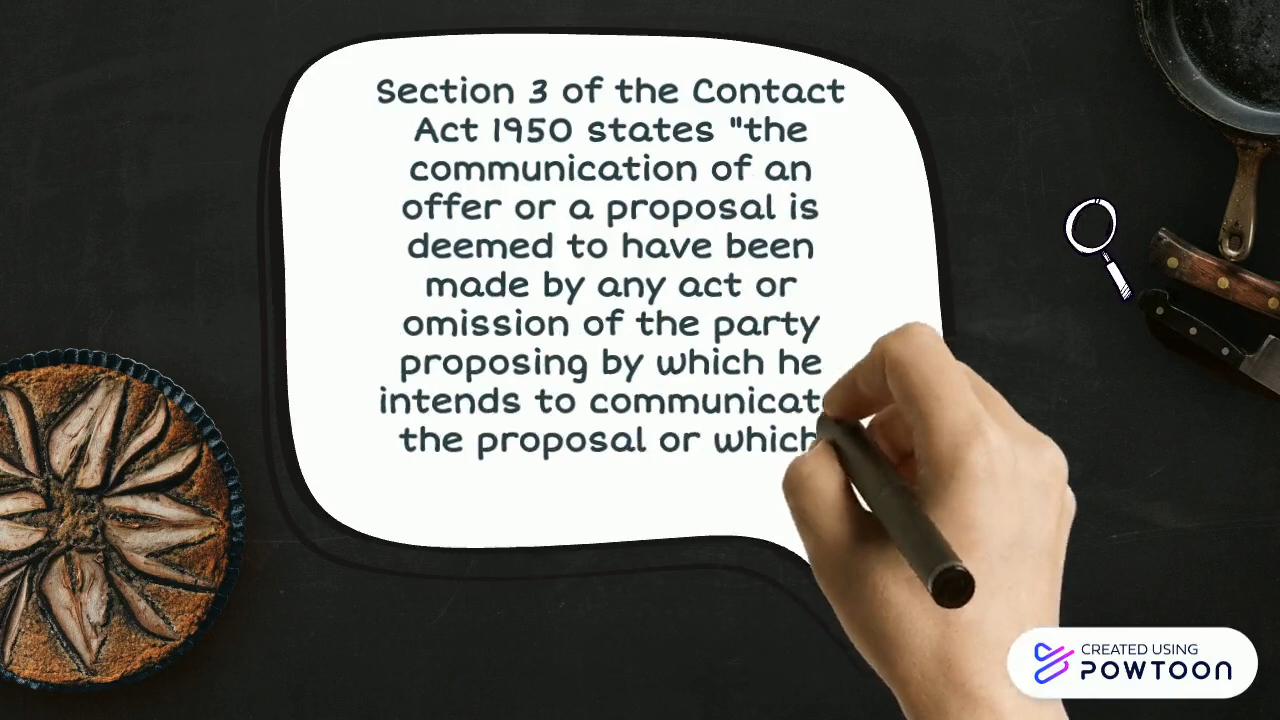 Section 3 of the Contact
Act 1950 states "the
communication of an
offer or a proposal is
deemed to have been
made by any act or
omission of the party
proposing by which he
intends to communicate
the proposal or which
CREATED USING
POWTOON